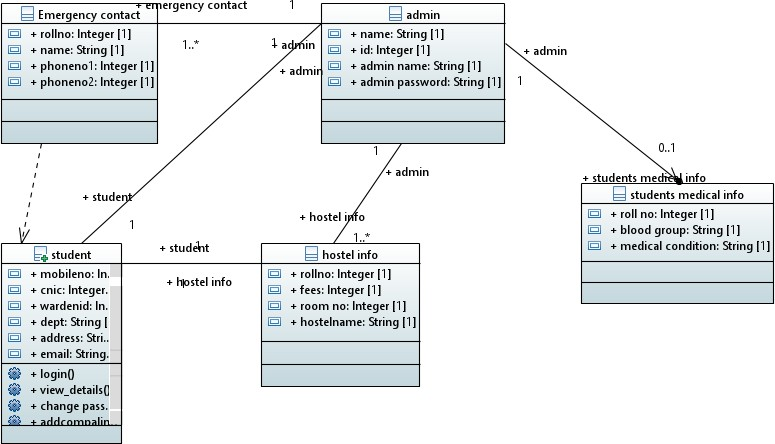 + emergency contact
1
Emergency contact
+ rollno: Integer [1]
+ name: String [1]
+ phoneno1: Integer [1]
+ phoneno2: Integer [1]
1..*
1
+ admin
+ admin
admin
+ name: String [1]
+ id: Integer [1]
+ admin name: String [1]
+ admin password: String [1]
+ admin
1
0..1
+ students medical info
students medical info
+ roll no: Integer [1]
+ blood group: String [1]
+ medical condition: String [1]
1
+ admin
+ hostel info
1..*
+ student
1
student
+ mobileno: In.
+ cnic: Integer.
+ wardenid: In.
+ dept: String [
+ address: Stri..
+ email: String.
+ login()
+ view_details()
+ change pass.
+ addcompalin
+ student
1
+ hostel info
1
hostel info
+ rollno: Integer [1]
+ fees: Integer [1]
+ room no: Integer [1]
+ hostelname: String [1]